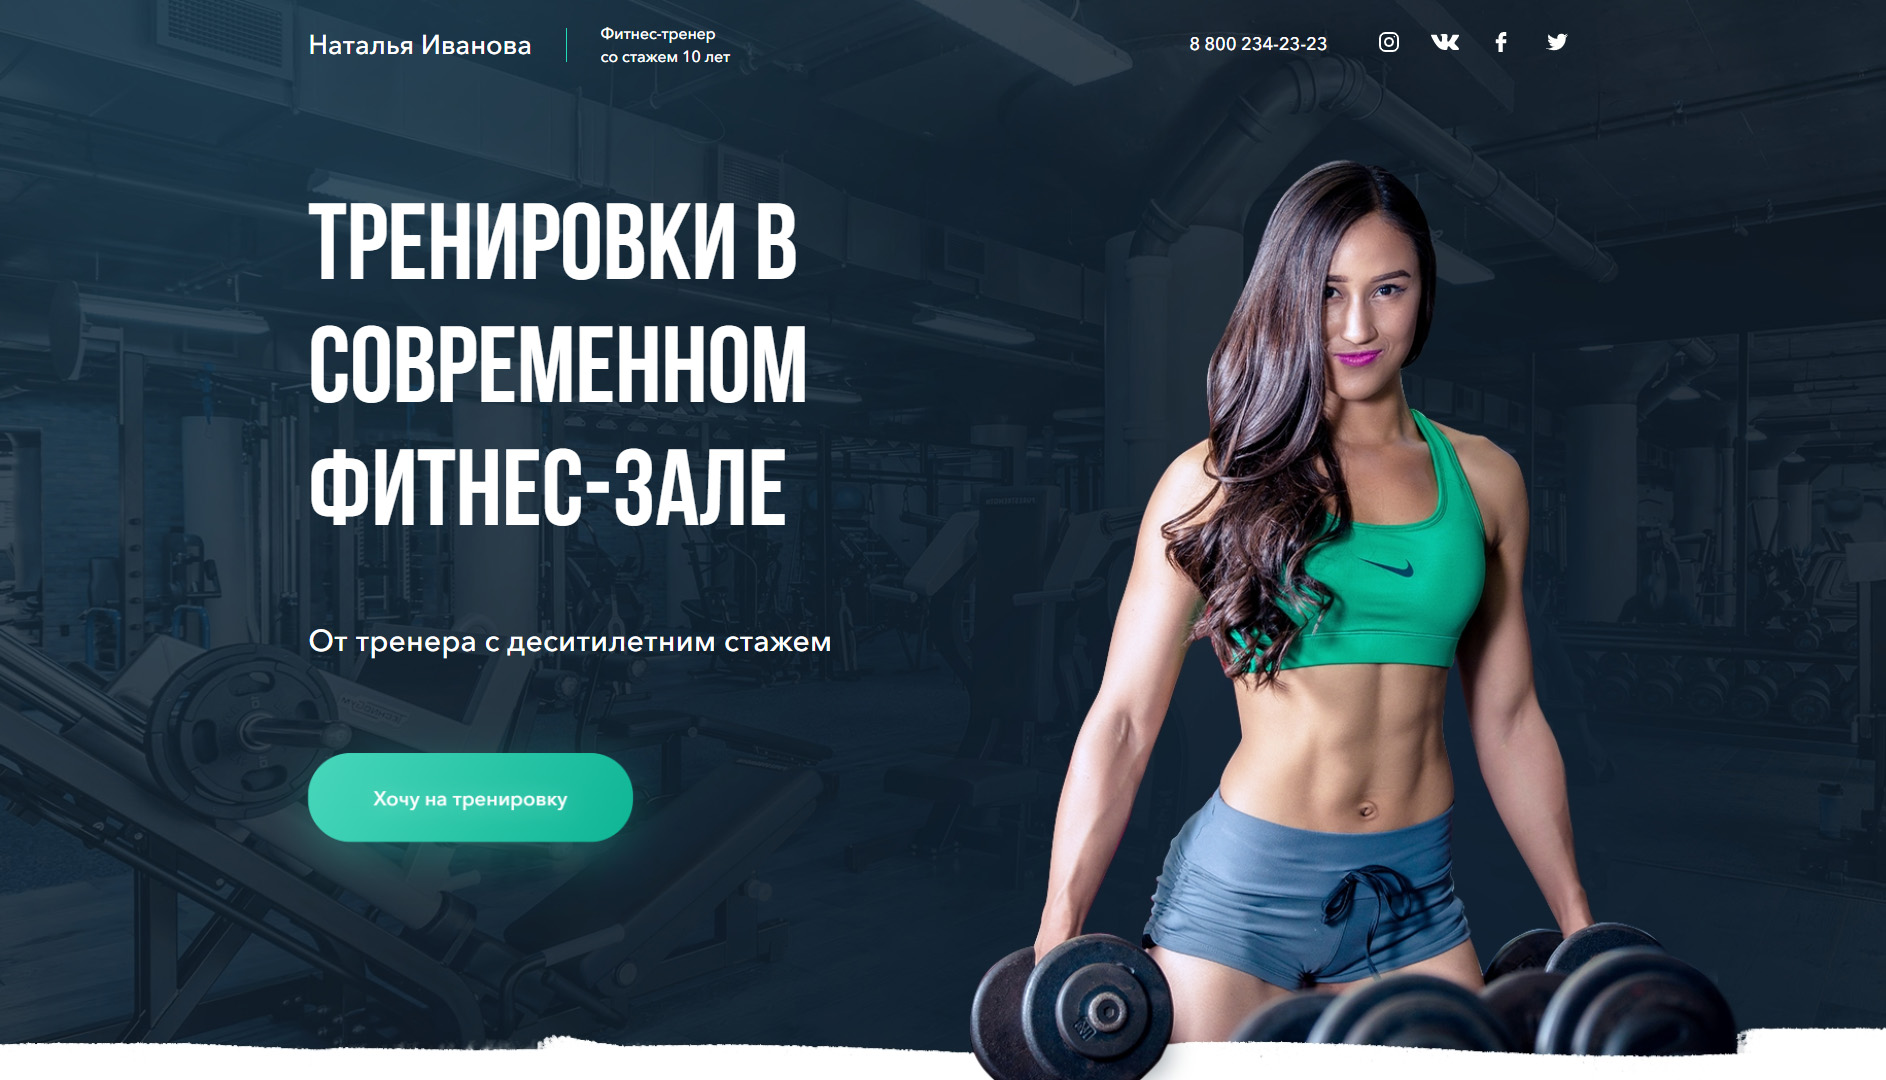 Наталья Иванова
Фитнес-тренер
со стажем 10 лет
8 800 234-23-23
ТРЕНИРОВКИ В
СОВРЕМЕННОМ
ФИТНЕС-ЗАЛЕ
От тренера с деситилетним стажем
Хочу на тренировку